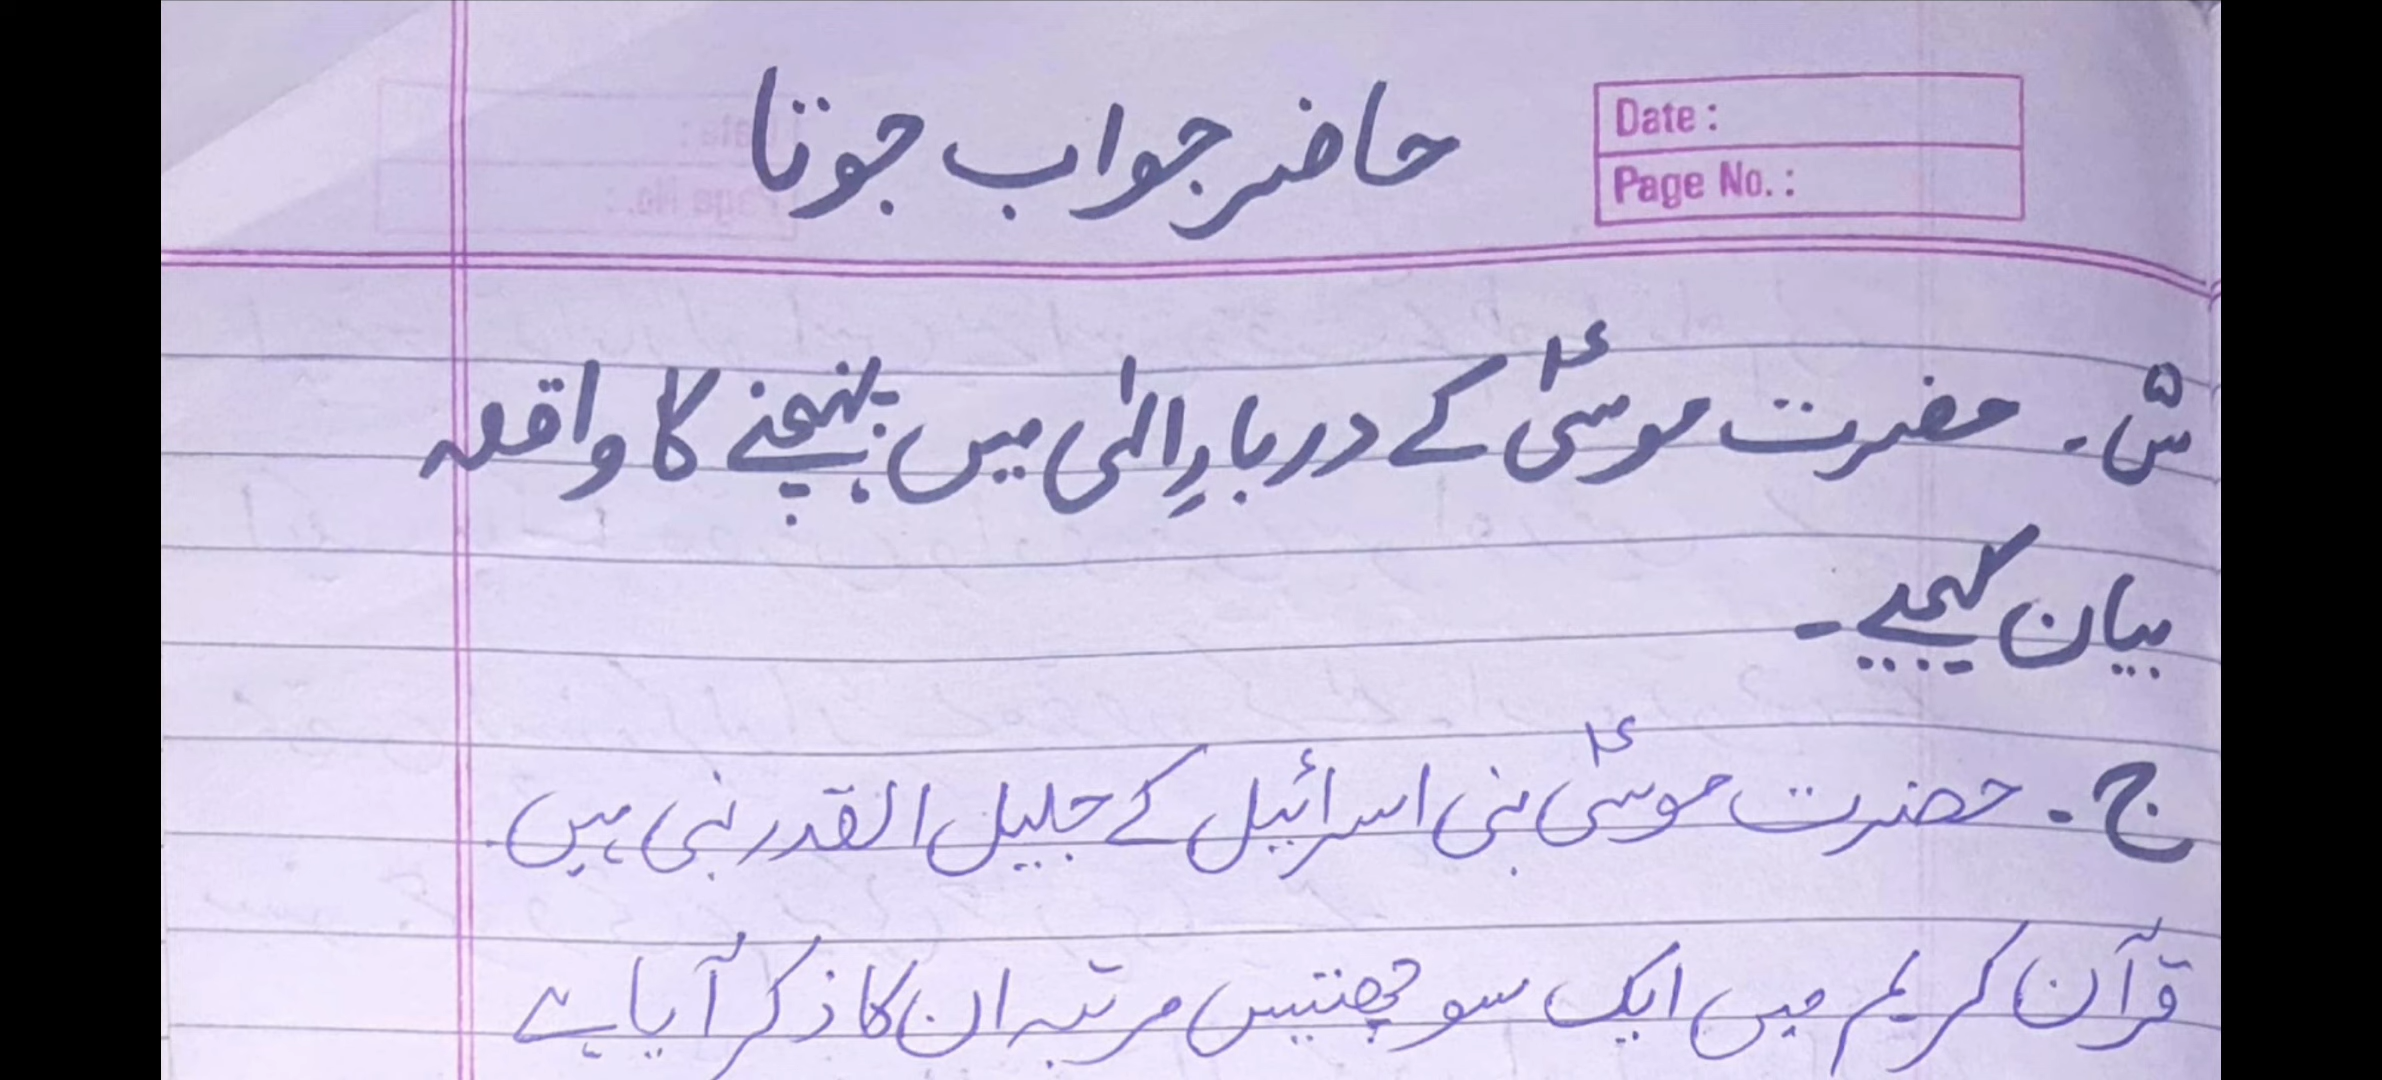 Date :
Page No. :
حاضر جواب جوتا
س۵۔ حضرت موسیٰؑ کے دربارِ الٰہی میں پہنچنے کا واقعہ
بیان کیجیے۔
ج۔ حضرت موسیٰؑ بنی اسرائیل کے جلیل القدر نبی ہیں۔
قرآن کریم میں ایک سو چھتیس مرتبہ ان کا ذکر آیا ہے